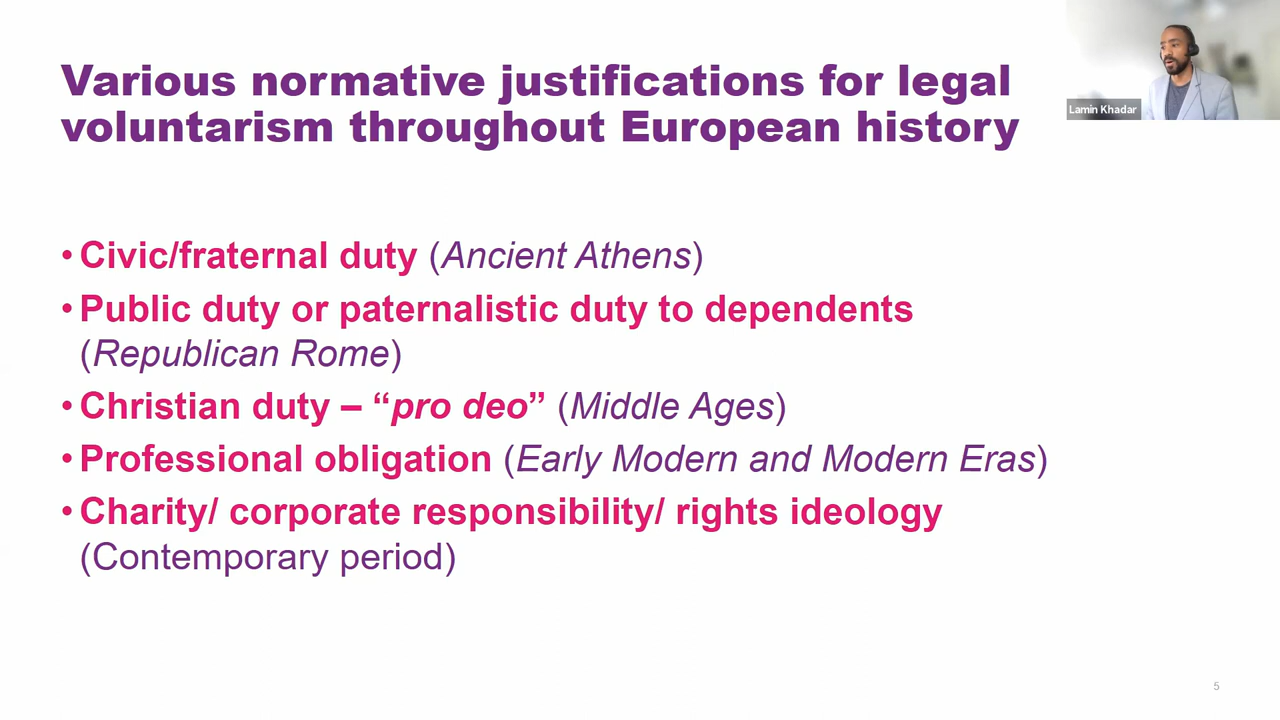 Various normative justifications for legal
voluntarism throughout European history
Lamin Khadar
• Civic/fraternal duty (Ancient Athens)
• Public duty or paternalistic duty to dependents
(Republican Rome)
• Christian duty – “pro deo” (Middle Ages)
• Professional obligation (Early Modern and Modern Eras)
• Charity/ corporate responsibility/ rights ideology
(Contemporary period)
5